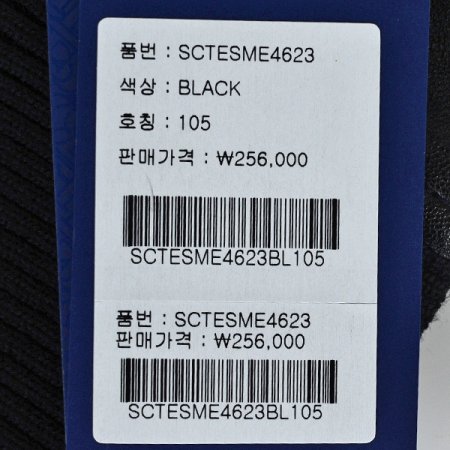 품번 : SCTESME4623
색상 : BLACK
호칭 : 105
판매가격 : ₩256,000
SCTESME4623BL105
품번 : SCTESME4623
판매가격 : ₩256,000
SCTESME4623BL105